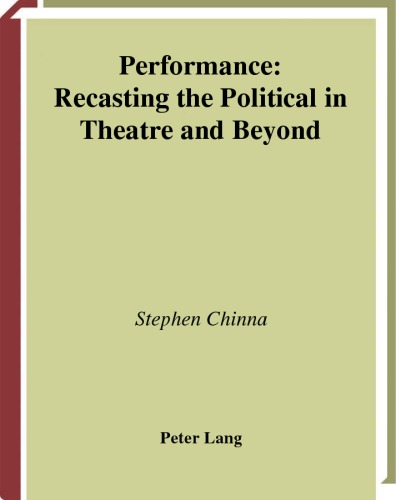 Performance:
Recasting the Political in
Theatre and Beyond
Stephen Chinna
Peter Lang